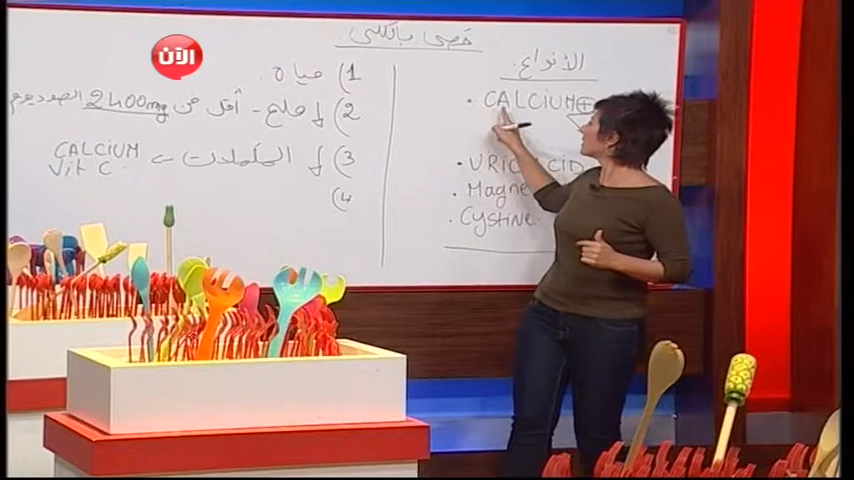 الآن
حصى بالكلى
الأنواع.
• CALCIUM +
• URIC ACID
• Magne
• Cystine
1) مياه.
2) ↓ ملح - أقل من 2400mg الصوديوم
3) ↓ المكملات ← CALCIUM
Vit C.
4)